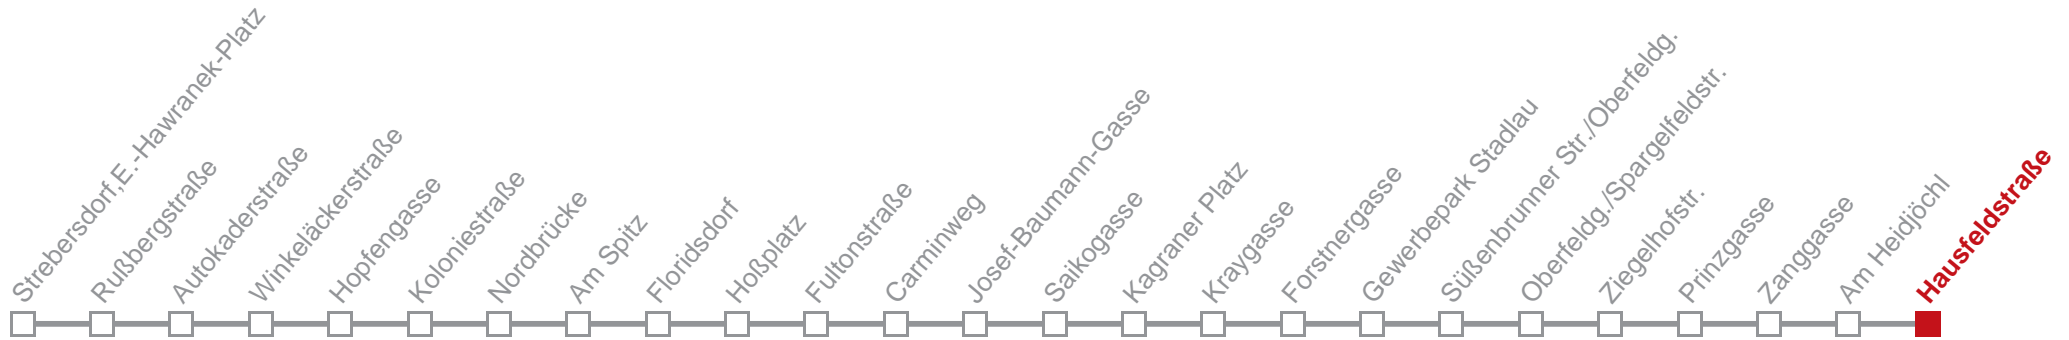 Strebersdorf,E.-Hawranek-Platz
Rußbergstraße
Autokaderstraße
Winkeläckerstraße
Hopfengasse
Koloniestraße
Nordbrücke
Am Spitz
Floridsdorf
Hoßplatz
Fultonstraße
Carminweg
Josef-Baumann-Gasse
Saikogasse
Kagraner Platz
Kraygasse
Forstnergasse
Gewerbepark Stadlau
Süßenbrunner Str./Oberfeldg.
Oberfeldg./Spargelfeldstr.
Ziegelhofstr.
Prinzgasse
Zanggasse
Am Heidjöchl
Hausfeldstraße